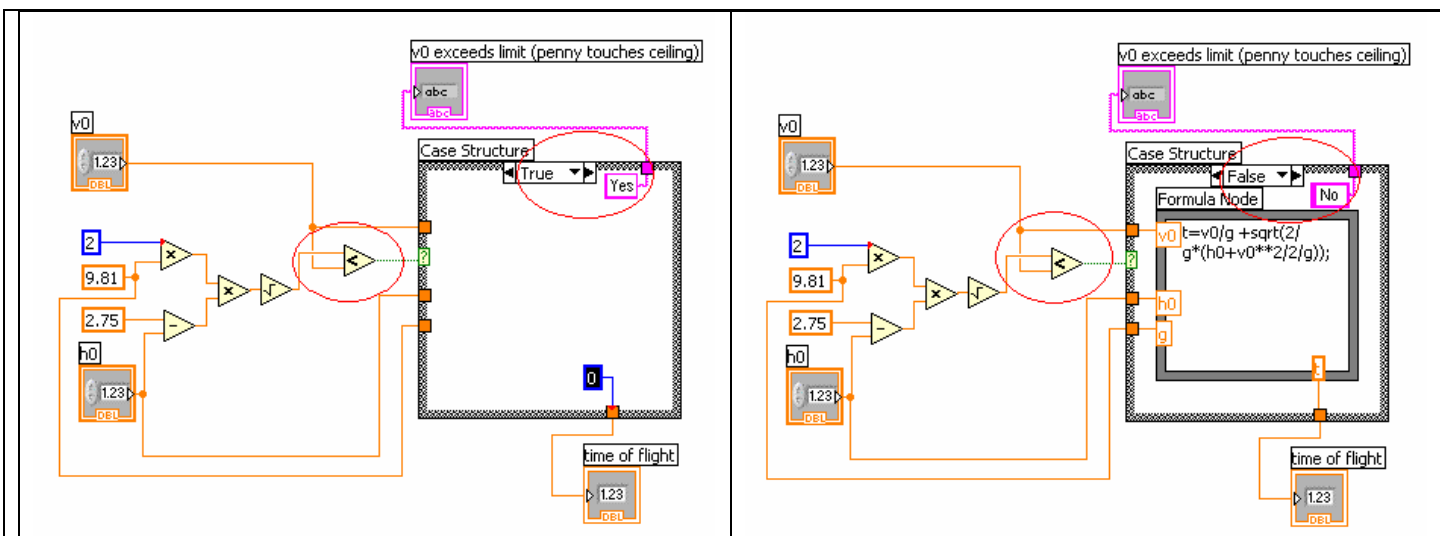 v0 exceeds limit (penny touches ceiling)
abc
abc
v0
1.23
DBL
Case Structure
True
Yes
2
×
9.81
×
√
<
?
2.75
−
h0
1.23
DBL
0
time of flight
1.23
DBL
v0 exceeds limit (penny touches ceiling)
abc
abc
v0
1.23
DBL
Case Structure
False
No
Formula Node
v0
t=v0/g +sqrt(2/
g*(h0+v0**2/2/g));
2
×
9.81
×
√
<
?
h0
2.75
−
g
h0
1.23
DBL
t
time of flight
1.23
DBL